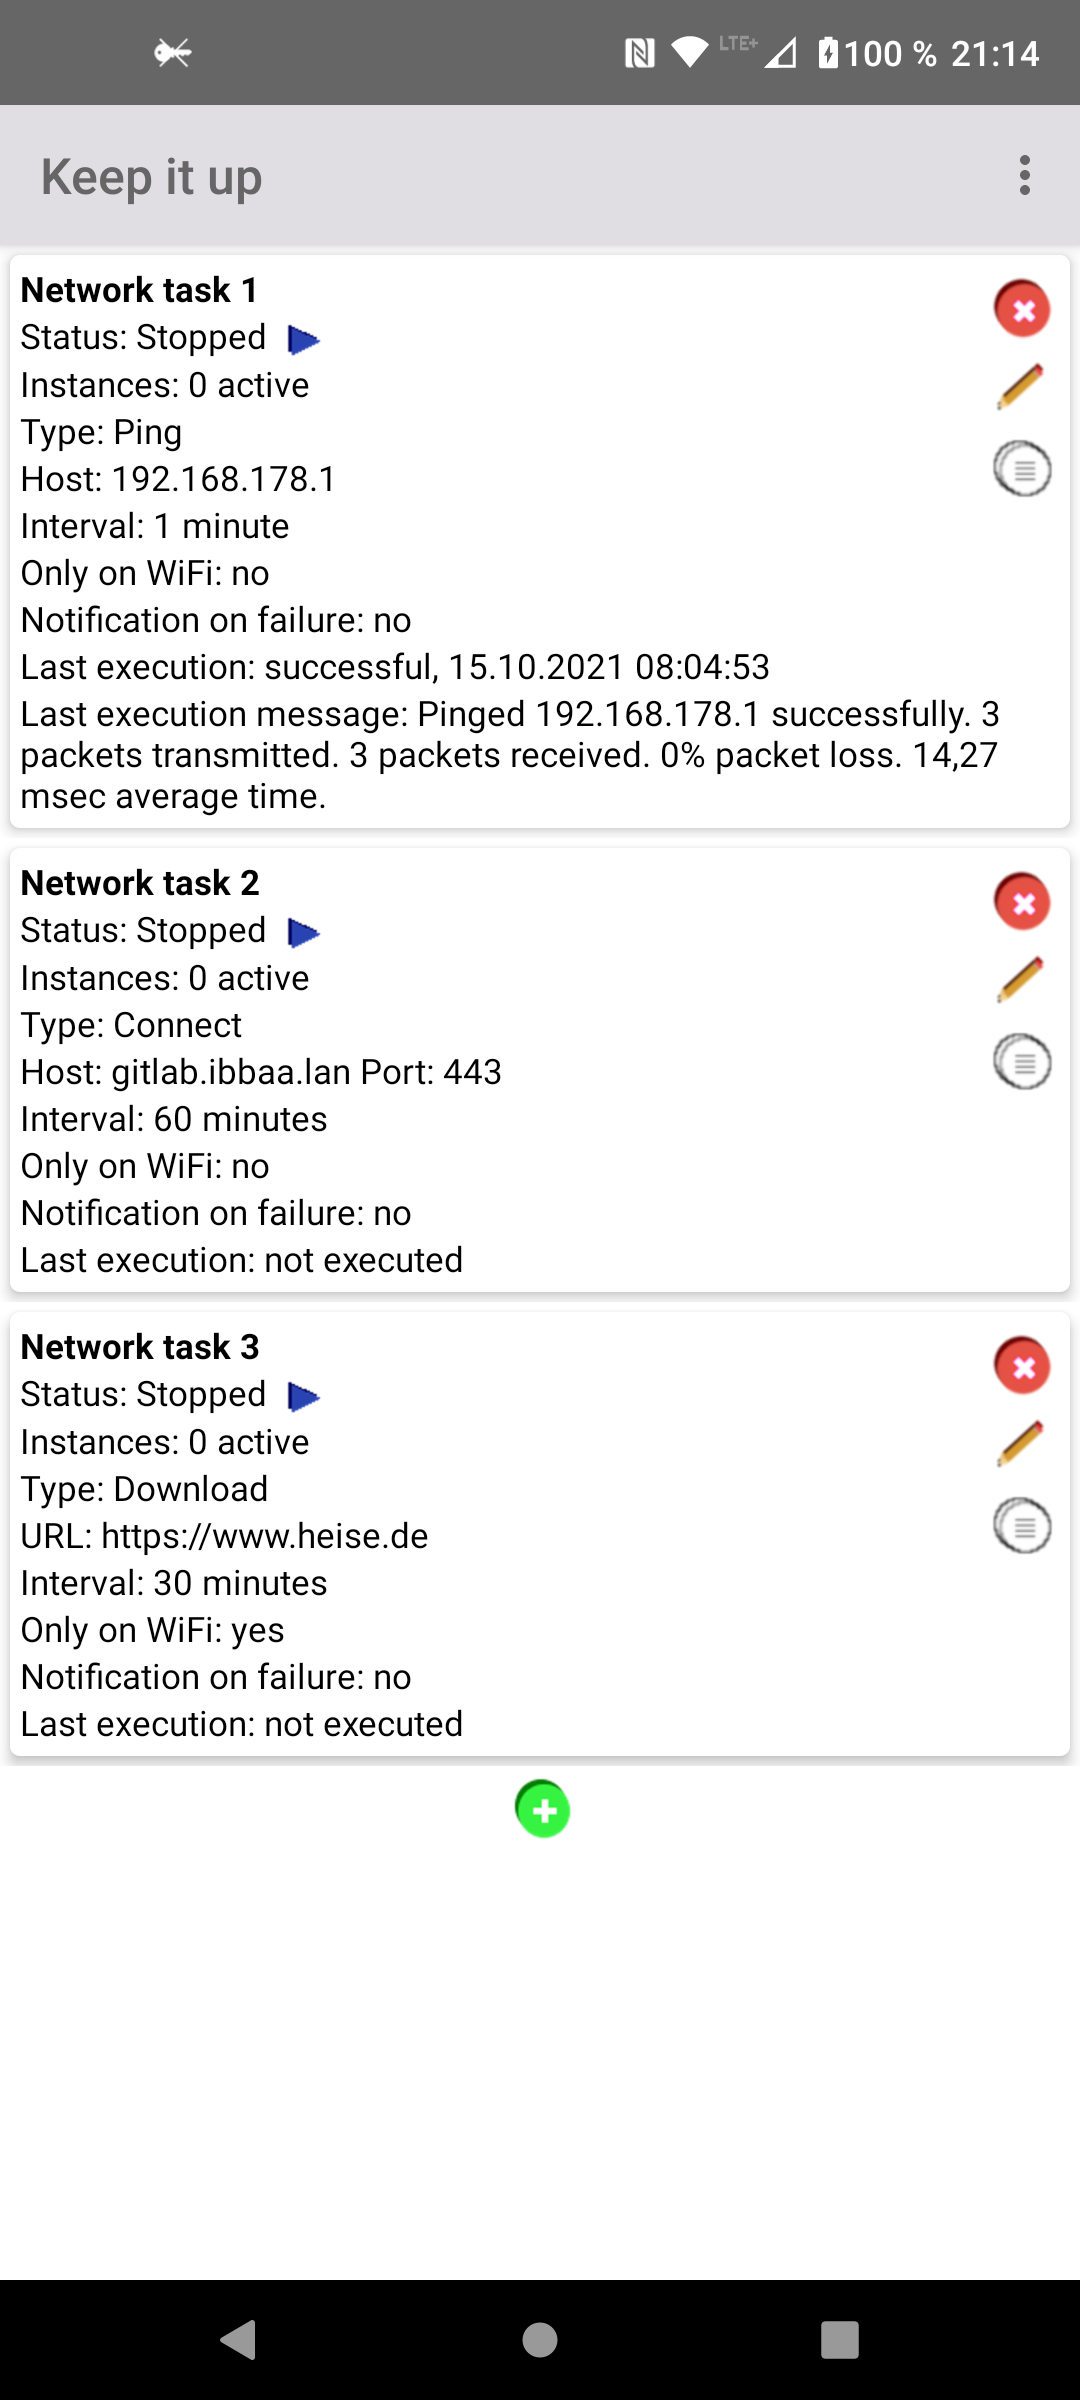 LTE+ 100 % 21:14
Keep it up
Network task 1
Status: Stopped
Instances: 0 active
Type: Ping
Host: 192.168.178.1
Interval: 1 minute
Only on WiFi: no
Notification on failure: no
Last execution: successful, 15.10.2021 08:04:53
Last execution message: Pinged 192.168.178.1 successfully. 3
packets transmitted. 3 packets received. 0% packet loss. 14,27
msec average time.
Network task 2
Status: Stopped
Instances: 0 active
Type: Connect
Host: gitlab.ibbaa.lan Port: 443
Interval: 60 minutes
Only on WiFi: no
Notification on failure: no
Last execution: not executed
Network task 3
Status: Stopped
Instances: 0 active
Type: Download
URL: https://www.heise.de
Interval: 30 minutes
Only on WiFi: yes
Notification on failure: no
Last execution: not executed